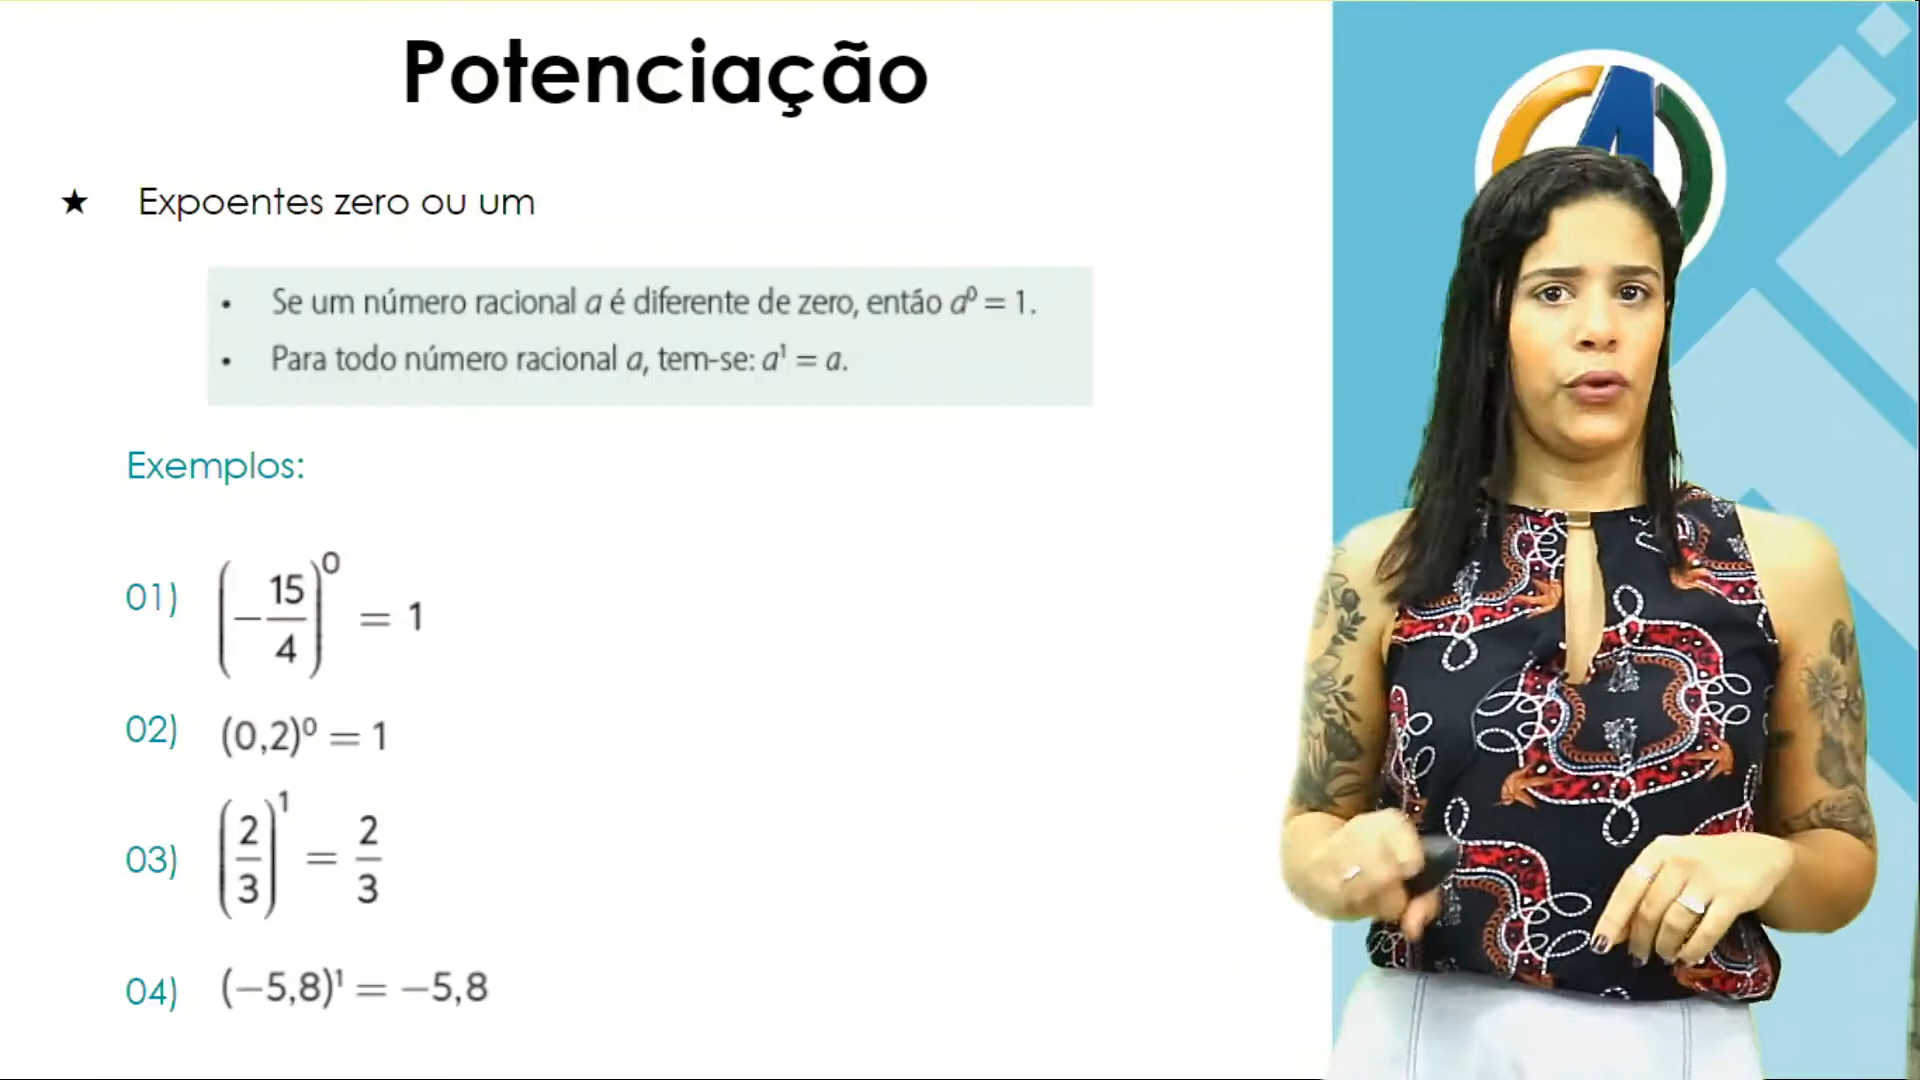 Potenciação
★ Expoentes zero ou um
• Se um número racional a é diferente de zero, então a⁰ = 1.
• Para todo número racional a, tem-se: a¹ = a.
Exemplos:
01) (−15/4)⁰ = 1
02) (0,2)⁰ = 1
03) (2/3)¹ = 2/3
04) (−5,8)¹ = −5,8